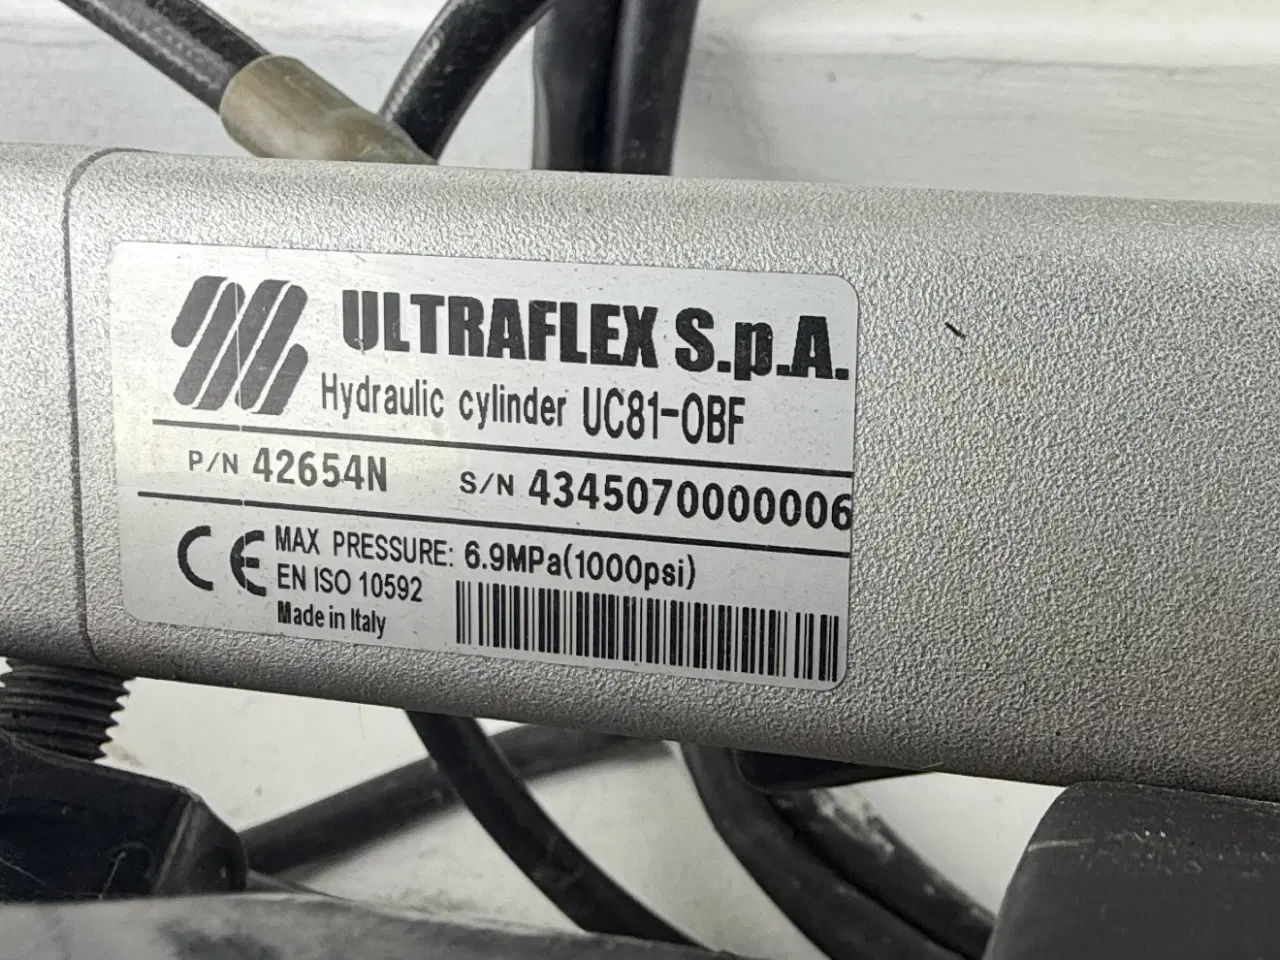 ULTRAFLEX S.p.A.
Hydraulic cylinder UC81-OBF
P/N 42654N S/N 4345070000006
CE MAX PRESSURE: 6.9MPa(1000psi)
EN ISO 10592
Made in Italy